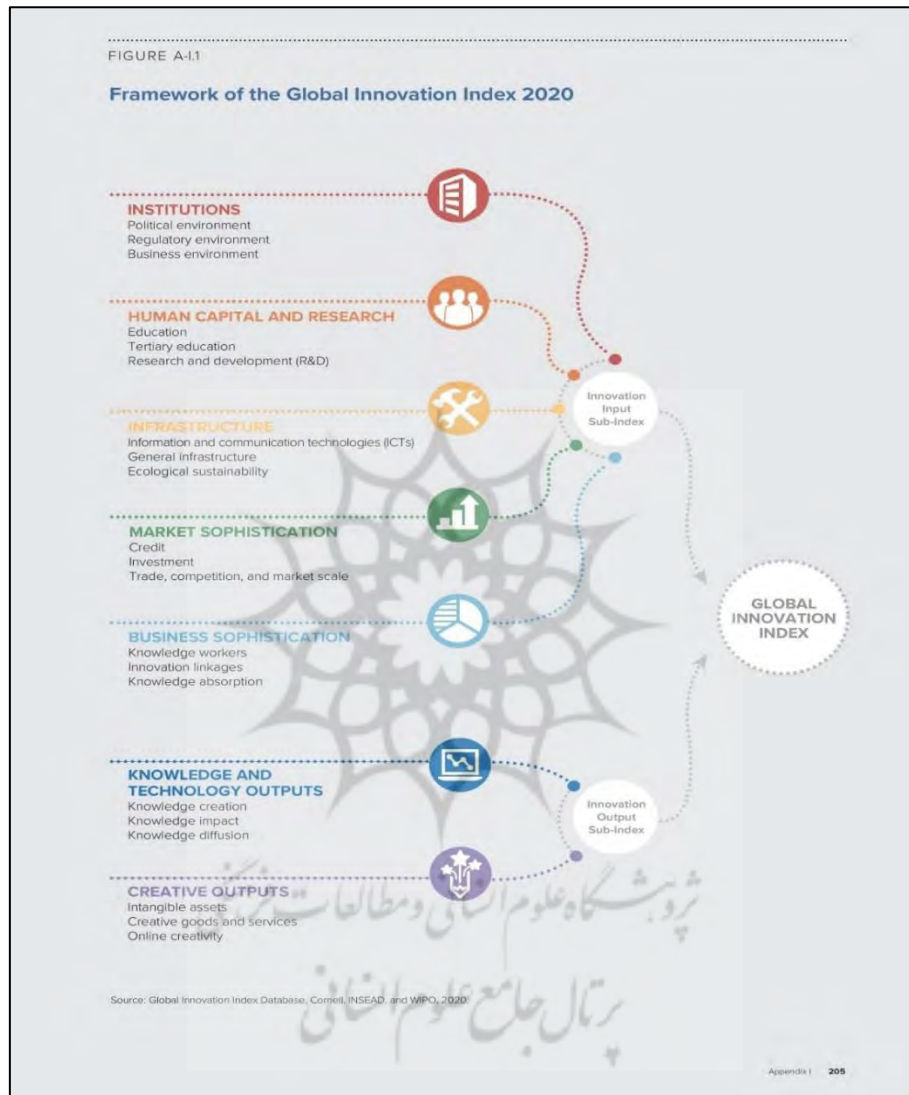 FIGURE A-I.1
Framework of the Global Innovation Index 2020
INSTITUTIONS
Political environment
Regulatory environment
Business environment
HUMAN CAPITAL AND RESEARCH
Education
Tertiary education
Research and development (R&D)
Innovation
Input
Sub-Index
INFRASTRUCTURE
Information and communication technologies (ICTs)
General infrastructure
Ecological sustainability
MARKET SOPHISTICATION
Credit
Investment
Trade, competition, and market scale
GLOBAL
INNOVATION
INDEX
BUSINESS SOPHISTICATION
Knowledge workers
Innovation linkages
Knowledge absorption
KNOWLEDGE AND
TECHNOLOGY OUTPUTS
Knowledge creation
Knowledge impact
Knowledge diffusion
Innovation
Output
Sub-Index
CREATIVE OUTPUTS
Intangible assets
Creative goods and services
Online creativity
پژوهشگاه علوم انسانی و مطالعات فرهنگی
Source: Global Innovation Index Database, Cornell, INSEAD, and WIPO, 2020.
پرتال جامع علوم انسانی
Appendix I 205